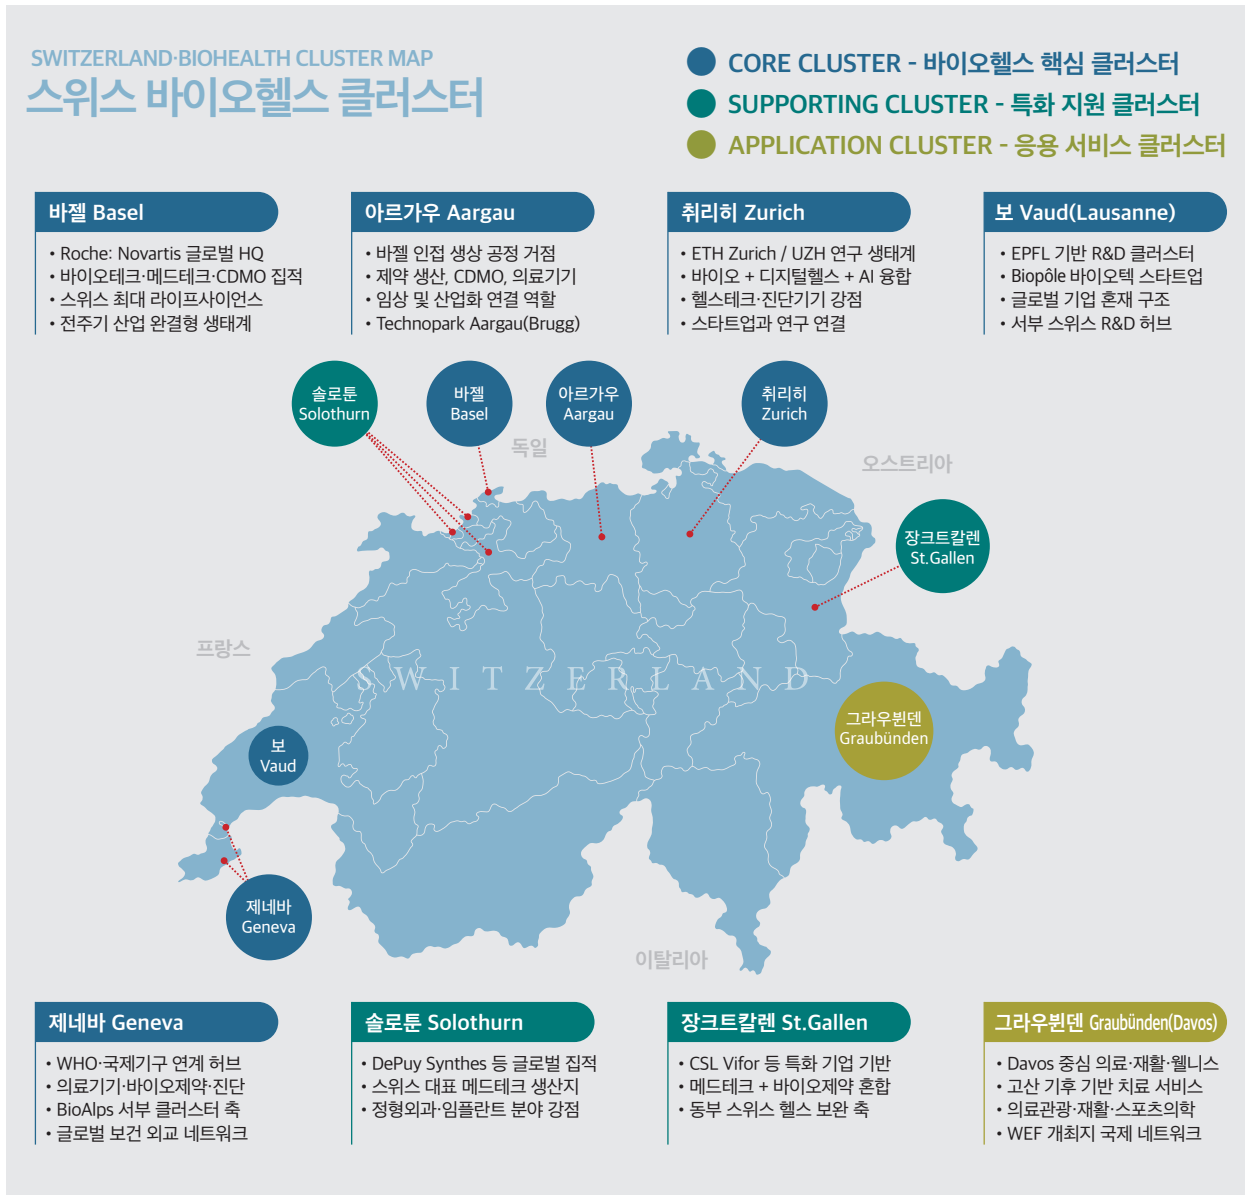 SWITZERLAND·BIOHEALTH CLUSTER MAP
스위스 바이오헬스 클러스터
CORE CLUSTER - 바이오헬스 핵심 클러스터
SUPPORTING CLUSTER - 특화 지원 클러스터
APPLICATION CLUSTER - 응용 서비스 클러스터
바젤 Basel
• Roche: Novartis 글로벌 HQ
• 바이오테크·메드테크·CDMO 집적
• 스위스 최대 라이프사이언스
• 전주기 산업 완결형 생태계
아르가우 Aargau
• 바젤 인접 생상 공정 거점
• 제약 생산, CDMO, 의료기기
• 임상 및 산업화 연결 역할
• Technopark Aargau(Brugg)
취리히 Zurich
• ETH Zurich / UZH 연구 생태계
• 바이오 + 디지털헬스 + AI 융합
• 헬스테크·진단기기 강점
• 스타트업과 연구 연결
보 Vaud(Lausanne)
• EPFL 기반 R&D 클러스터
• Biopôle 바이오텍 스타트업
• 글로벌 기업 혼재 구조
• 서부 스위스 R&D 허브
솔로툰
Solothurn
바젤
Basel
아르가우
Aargau
취리히
Zurich
독일
오스트리아
장크트칼렌
St.Gallen
프랑스
SWITZERLAND
그라우뷘덴
Graubünden
보
Vaud
제네바
Geneva
이탈리아
제네바 Geneva
• WHO·국제기구 연계 허브
• 의료기기·바이오제약·진단
• BioAlps 서부 클러스터 축
• 글로벌 보건 외교 네트워크
솔로툰 Solothurn
• DePuy Synthes 등 글로벌 집적
• 스위스 대표 메드테크 생산지
• 정형외과·임플란트 분야 강점
장크트칼렌 St.Gallen
• CSL Vifor 등 특화 기업 기반
• 메드테크 + 바이오제약 혼합
• 동부 스위스 헬스 보완 축
그라우뷘덴 Graubünden(Davos)
• Davos 중심 의료·재활·웰니스
• 고산 기후 기반 치료 서비스
• 의료관광·재활·스포츠의학
• WEF 개최지 국제 네트워크